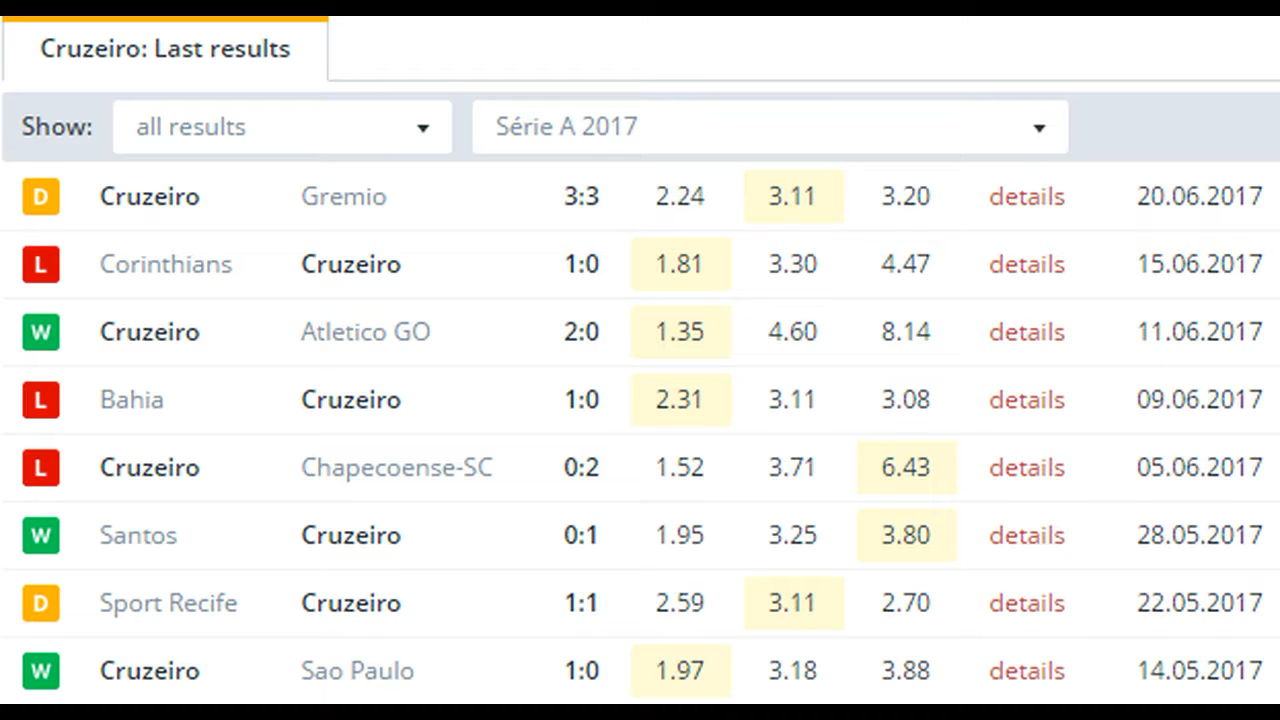 Cruzeiro: Last results
Show: all results Série A 2017
D Cruzeiro Gremio 3:3 2.24 3.11 3.20 details 20.06.2017
L Corinthians Cruzeiro 1:0 1.81 3.30 4.47 details 15.06.2017
W Cruzeiro Atletico GO 2:0 1.35 4.60 8.14 details 11.06.2017
L Bahia Cruzeiro 1:0 2.31 3.11 3.08 details 09.06.2017
L Cruzeiro Chapecoense-SC 0:2 1.52 3.71 6.43 details 05.06.2017
W Santos Cruzeiro 0:1 1.95 3.25 3.80 details 28.05.2017
D Sport Recife Cruzeiro 1:1 2.59 3.11 2.70 details 22.05.2017
W Cruzeiro Sao Paulo 1:0 1.97 3.18 3.88 details 14.05.2017